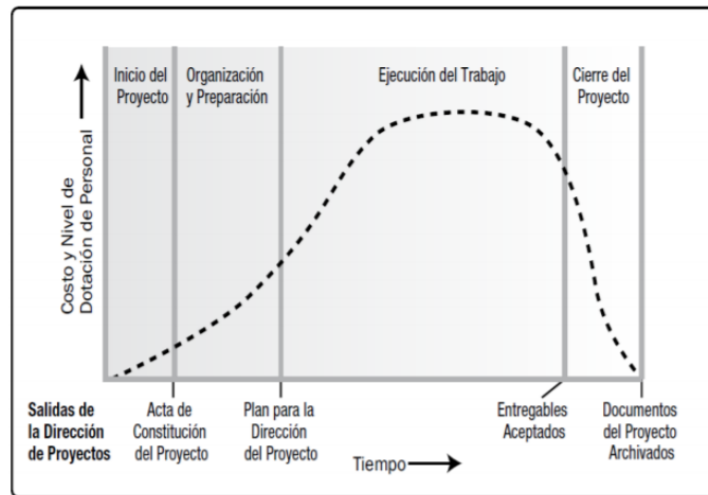 Inicio del
Proyecto
Organización
y Preparación
Ejecución del Trabajo
Cierre del
Proyecto
Costo y Nivel de
Dotación de Personal
Salidas de
la Dirección
de Proyectos
Acta de
Constitución
del Proyecto
Plan para la
Dirección
del Proyecto
Tiempo
Entregables
Aceptados
Documentos
del Proyecto
Archivados